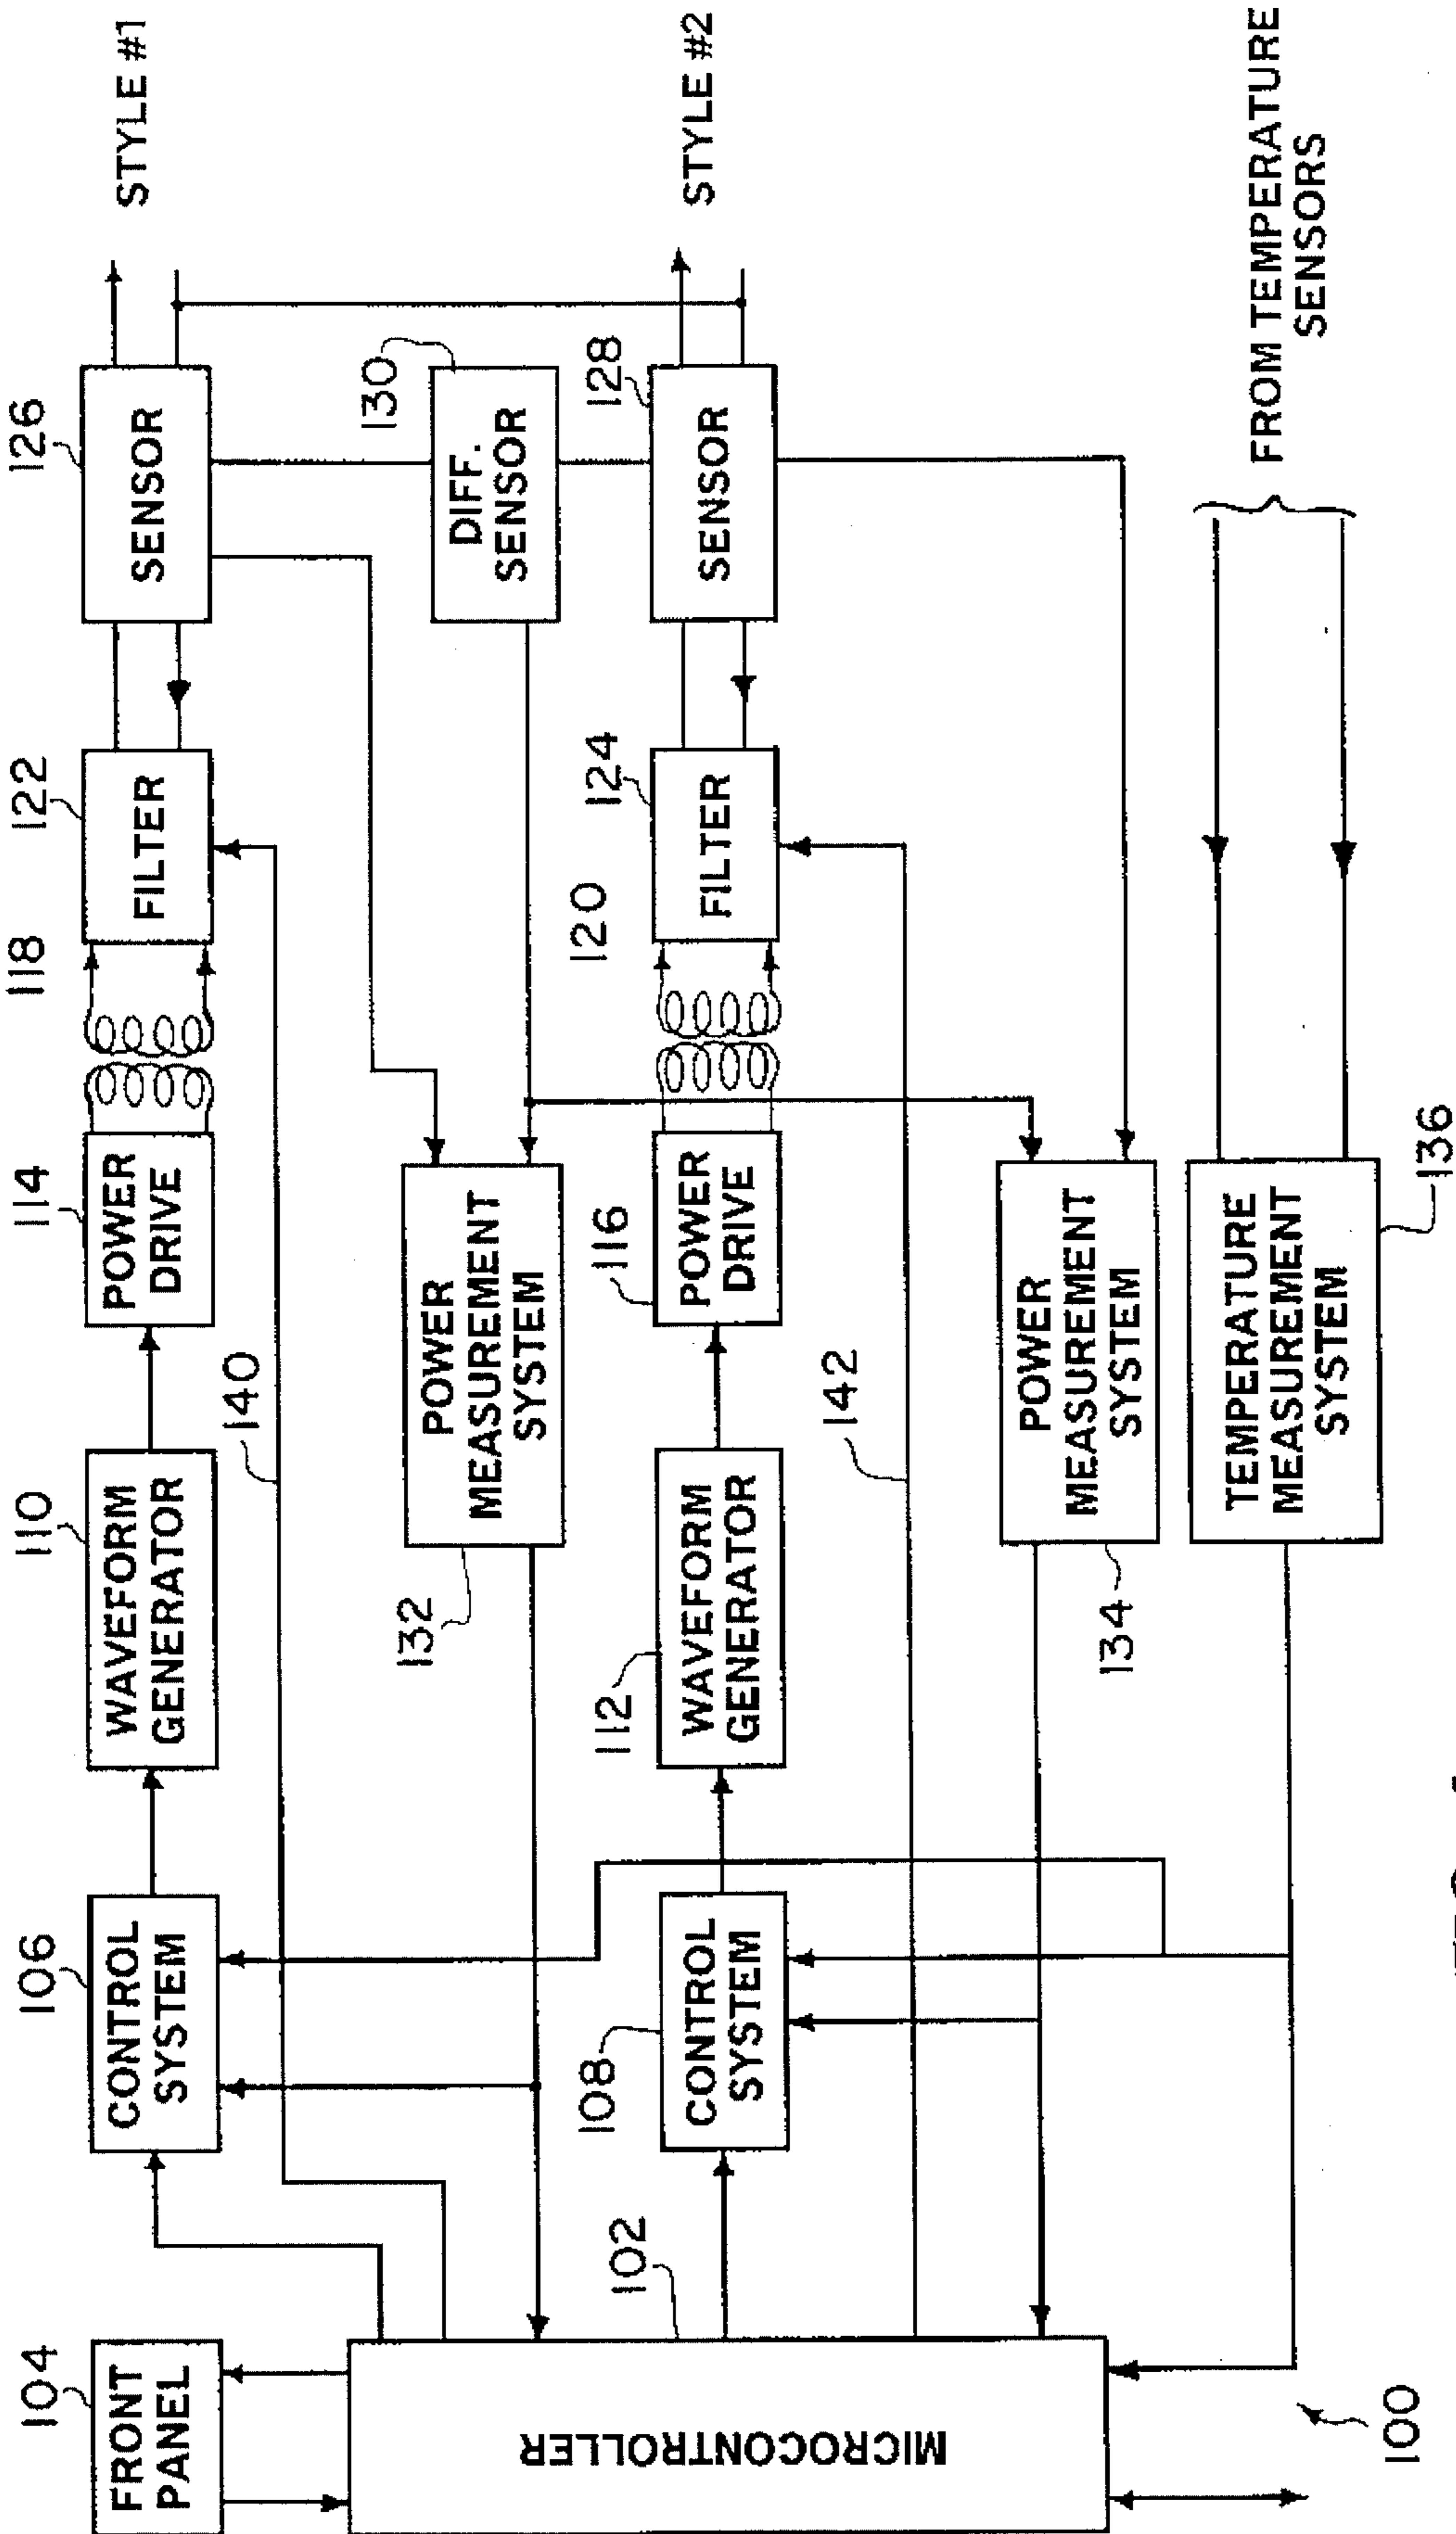 104
FRONT
PANEL
MICROCONTROLLER
102
100
106
CONTROL
SYSTEM
108
CONTROL
SYSTEM
110
WAVEFORM
GENERATOR
140
112
WAVEFORM
GENERATOR
142
114
POWER
DRIVE
116
POWER
DRIVE
132
POWER
MEASUREMENT
SYSTEM
134
POWER
MEASUREMENT
SYSTEM
TEMPERATURE
MEASUREMENT
SYSTEM
136
118
120
122
FILTER
124
FILTER
126
SENSOR
130
DIFF.
SENSOR
128
SENSOR
STYLE #1
STYLE #2
FROM TEMPERATURE
SENSORS